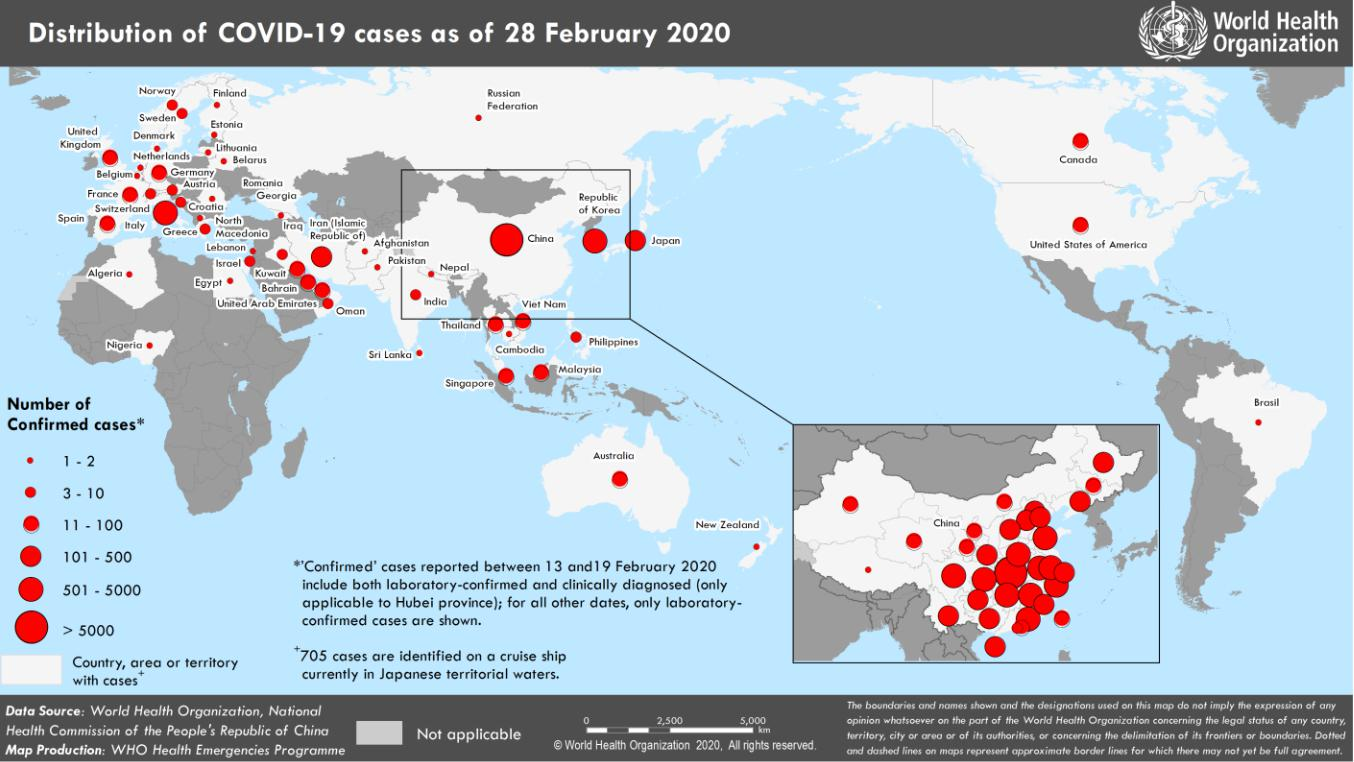 Distribution of COVID-19 cases as of 28 February 2020
World Health
Organization
Norway
Finland
Sweden
Estonia
United
Kingdom
Denmark
Lithuania
Netherlands
Belarus
Belgium
Germany
Austria
France
Romania
Georgia
Switzerland
Croatia
Spain
Italy
Greece
North
Macedonia
Iraq
Iran (Islamic
Republic of)
Lebanon
Afghanistan
Israel
Pakistan
Algeria
Kuwait
Nepal
Egypt
Bahrain
United Arab Emirates
Oman
India
Nigeria
Sri Lanka
Russian
Federation
Republic
of Korea
China
Japan
Viet Nam
Thailand
Cambodia
Philippines
Malaysia
Singapore
Australia
New Zealand
Canada
United States of America
Brasil
China
Number of
Confirmed cases*
1 - 2
3 - 10
11 - 100
101 - 500
501 - 5000
> 5000
Country, area or territory
with cases+
*'Confirmed' cases reported between 13 and19 February 2020
include both laboratory-confirmed and clinically diagnosed (only
applicable to Hubei province); for all other dates, only laboratory-
confirmed cases are shown.
+705 cases are identified on a cruise ship
currently in Japanese territorial waters.
Data Source: World Health Organization, National
Health Commission of the People's Republic of China
Map Production: WHO Health Emergencies Programme
Not applicable
0 2,500 5,000
km
© World Health Organization 2020, All rights reserved.
The boundaries and names shown and the designations used on this map do not imply the expression of any
opinion whatsoever on the part of the World Health Organization concerning the legal status of any country,
territory, city or area or of its authorities, or concerning the delimitation of its frontiers or boundaries. Dotted
and dashed lines on maps represent approximate border lines for which there may not yet be full agreement.